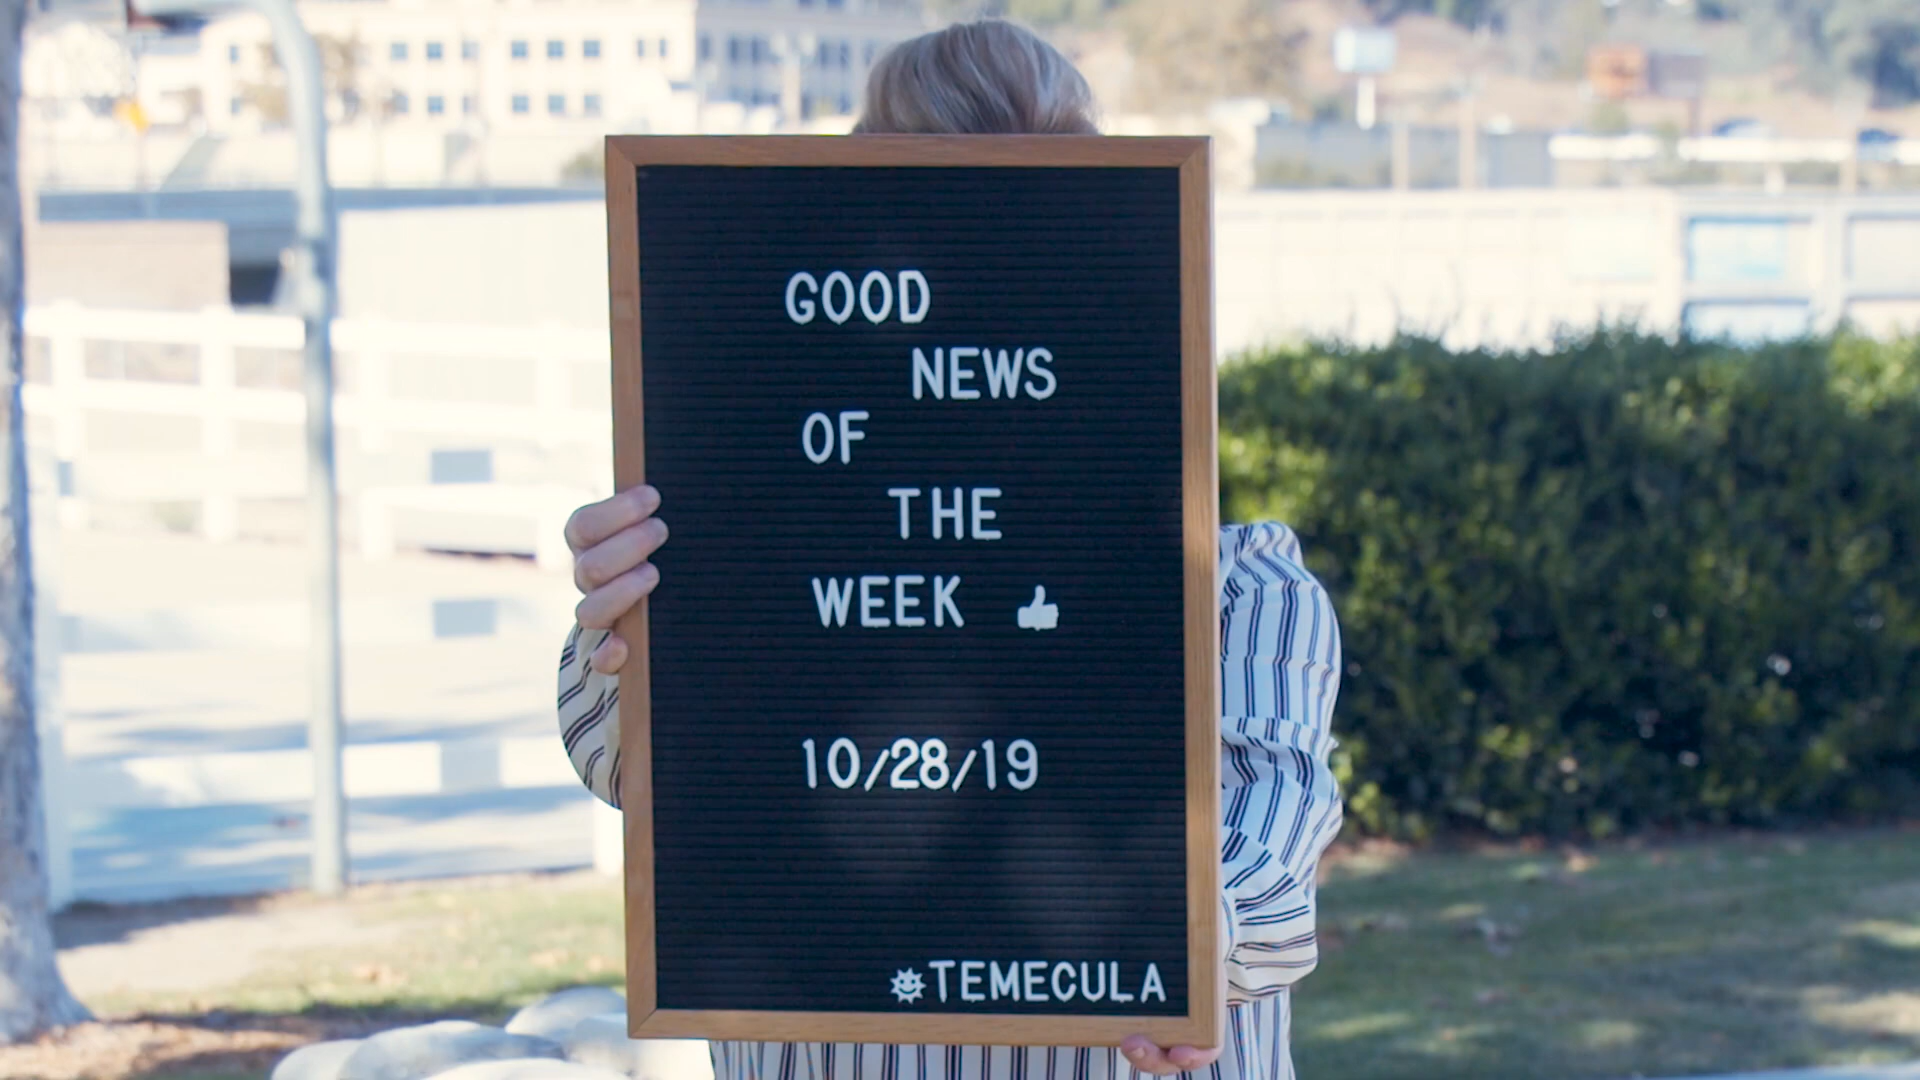 GOOD
NEWS
OF
THE
WEEK
10/28/19
TEMECULA